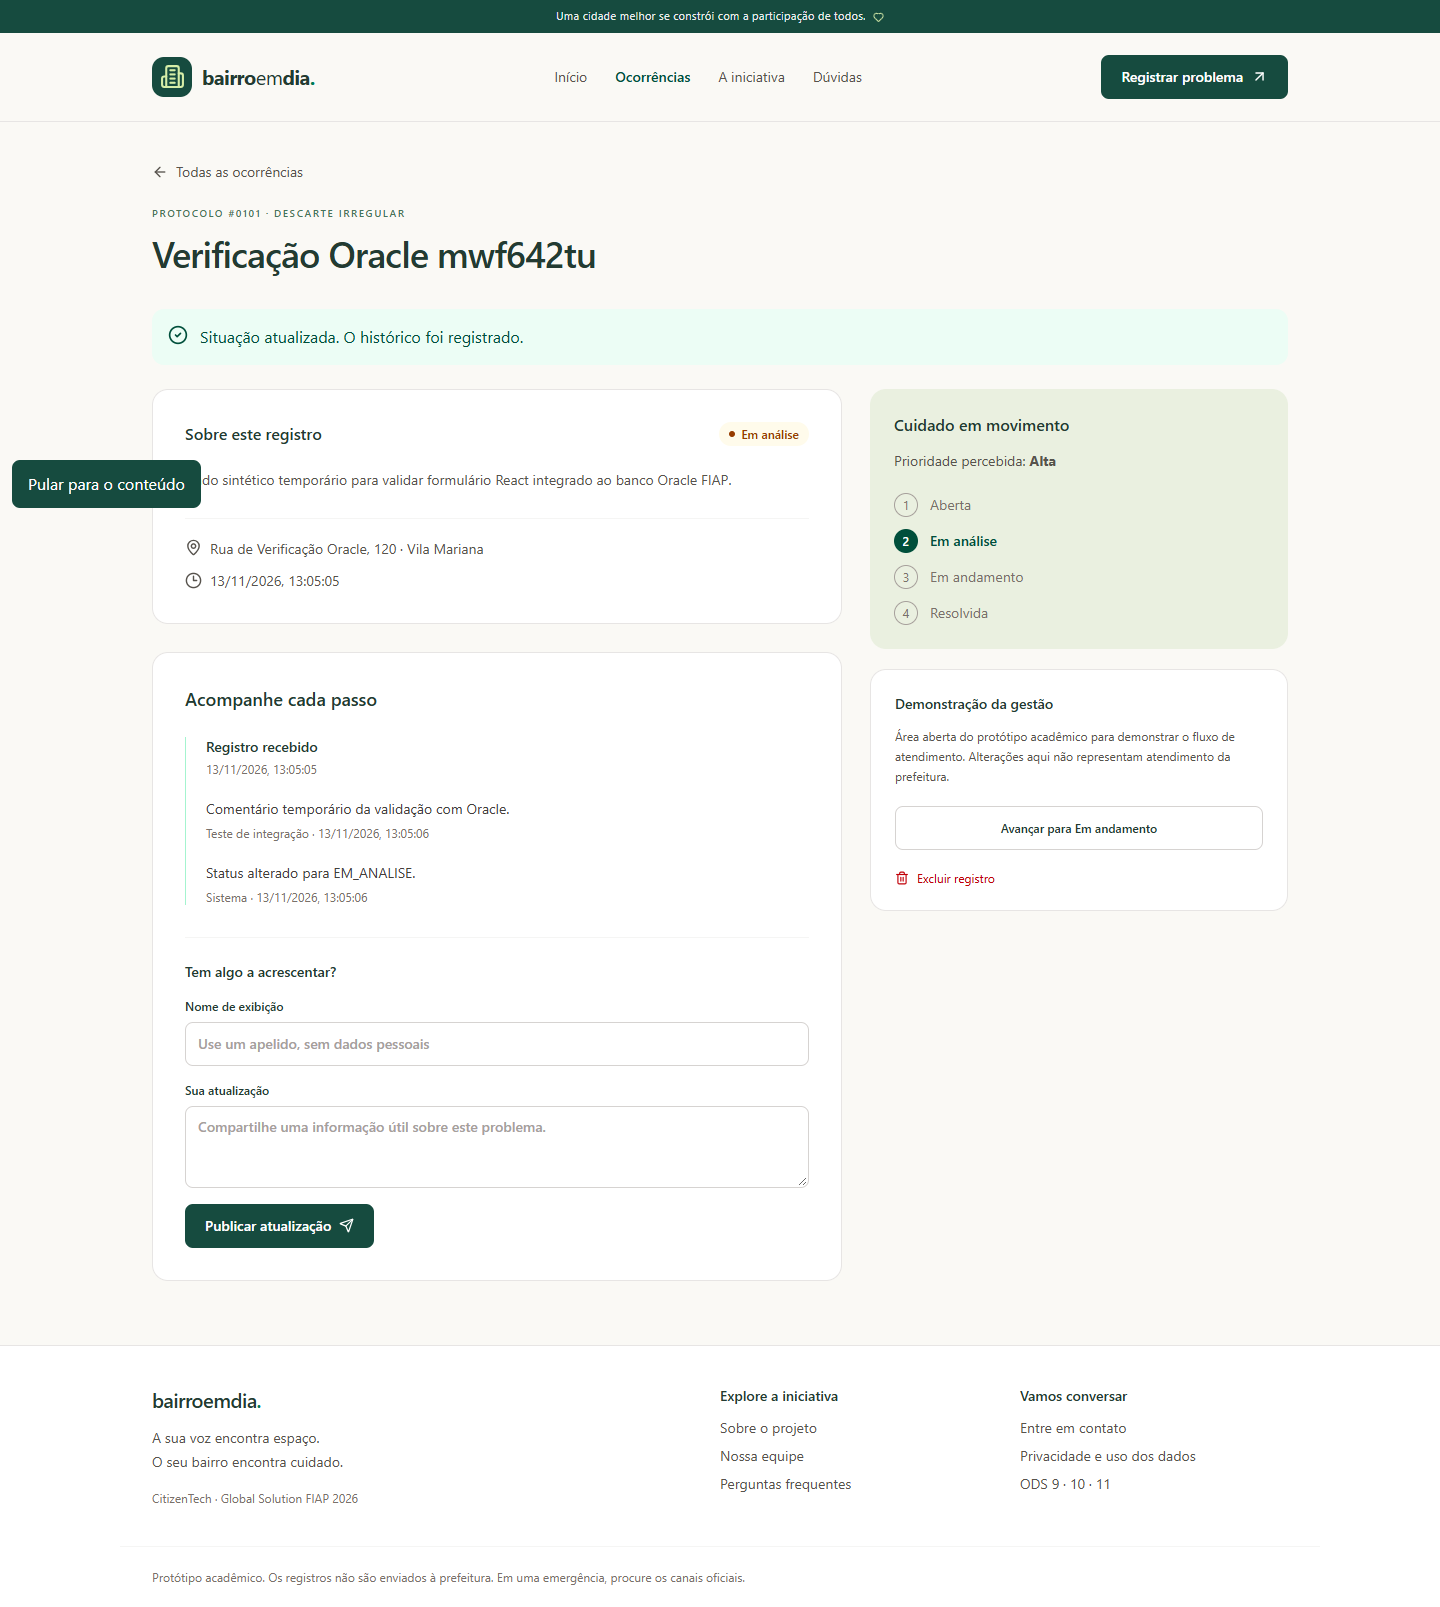 Uma cidade melhor se constrói com a participação de todos.
bairroemdia.
Início
Ocorrências
A iniciativa
Dúvidas
Registrar problema
Todas as ocorrências
PROTOCOLO #0101 · DESCARTE IRREGULAR
Verificação Oracle mwf642tu
Situação atualizada. O histórico foi registrado.
Sobre este registro
Em análise
Pular para o conteúdo
do sintético temporário para validar formulário React integrado ao banco Oracle FIAP.
Rua de Verificação Oracle, 120 · Vila Mariana
13/11/2026, 13:05:05
Cuidado em movimento
Prioridade percebida: Alta
1 Aberta
2 Em análise
3 Em andamento
4 Resolvida
Acompanhe cada passo
Registro recebido
13/11/2026, 13:05:05
Comentário temporário da validação com Oracle.
Teste de integração · 13/11/2026, 13:05:06
Status alterado para EM_ANALISE.
Sistema · 13/11/2026, 13:05:06
Demonstração da gestão
Área aberta do protótipo acadêmico para demonstrar o fluxo de
atendimento. Alterações aqui não representam atendimento da
prefeitura.
Avançar para Em andamento
Excluir registro
Tem algo a acrescentar?
Nome de exibição
Use um apelido, sem dados pessoais
Sua atualização
Compartilhe uma informação útil sobre este problema.
Publicar atualização
bairroemdia.
A sua voz encontra espaço.
O seu bairro encontra cuidado.
CitizenTech · Global Solution FIAP 2026
Explore a iniciativa
Sobre o projeto
Nossa equipe
Perguntas frequentes
Vamos conversar
Entre em contato
Privacidade e uso dos dados
ODS 9 · 10 · 11
Protótipo acadêmico. Os registros não são enviados à prefeitura. Em uma emergência, procure os canais oficiais.